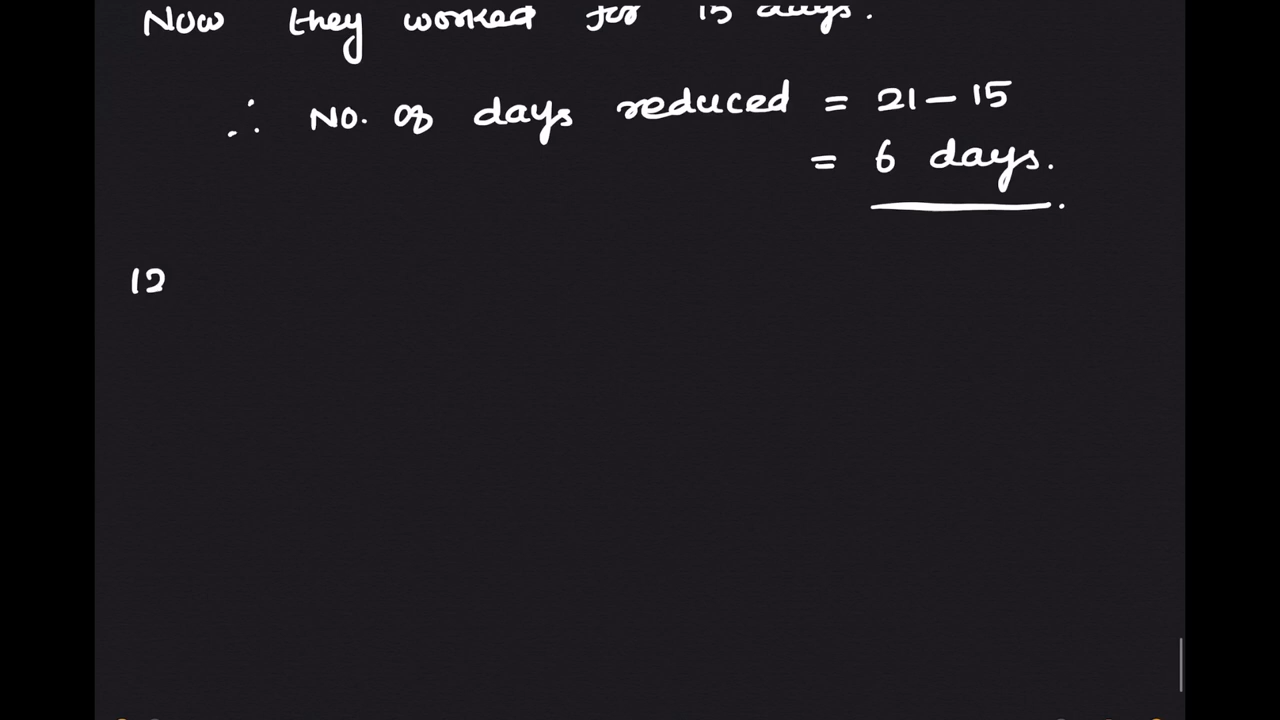 Now they worked for 15 days.
∴ No. of days reduced = 21 - 15
= 6 days.
12